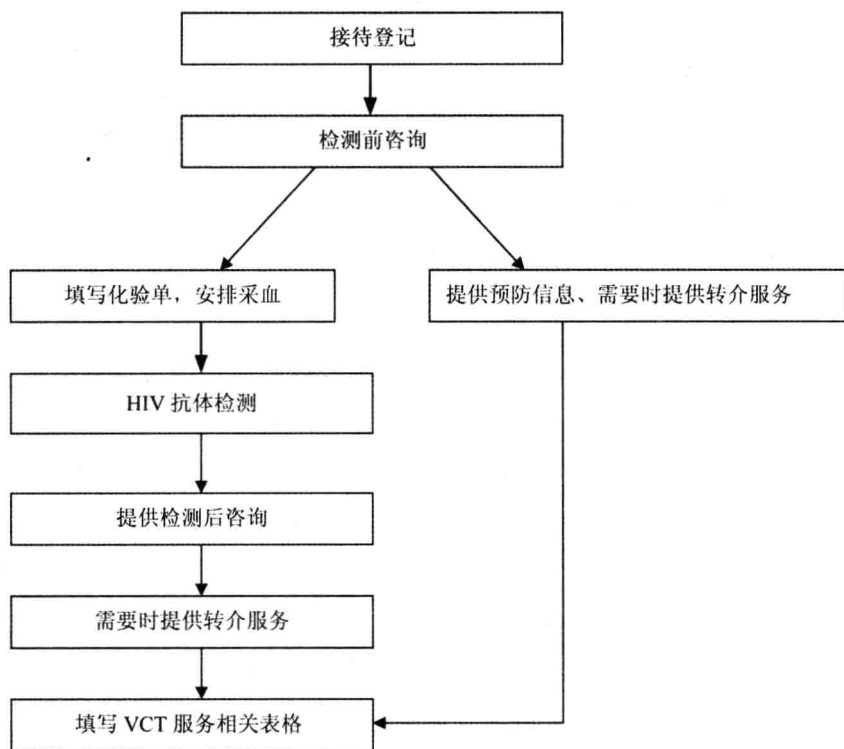 接待登记
检测前咨询
填写化验单，安排采血
提供预防信息、需要时提供转介服务
HIV 抗体检测
提供检测后咨询
需要时提供转介服务
填写 VCT 服务相关表格